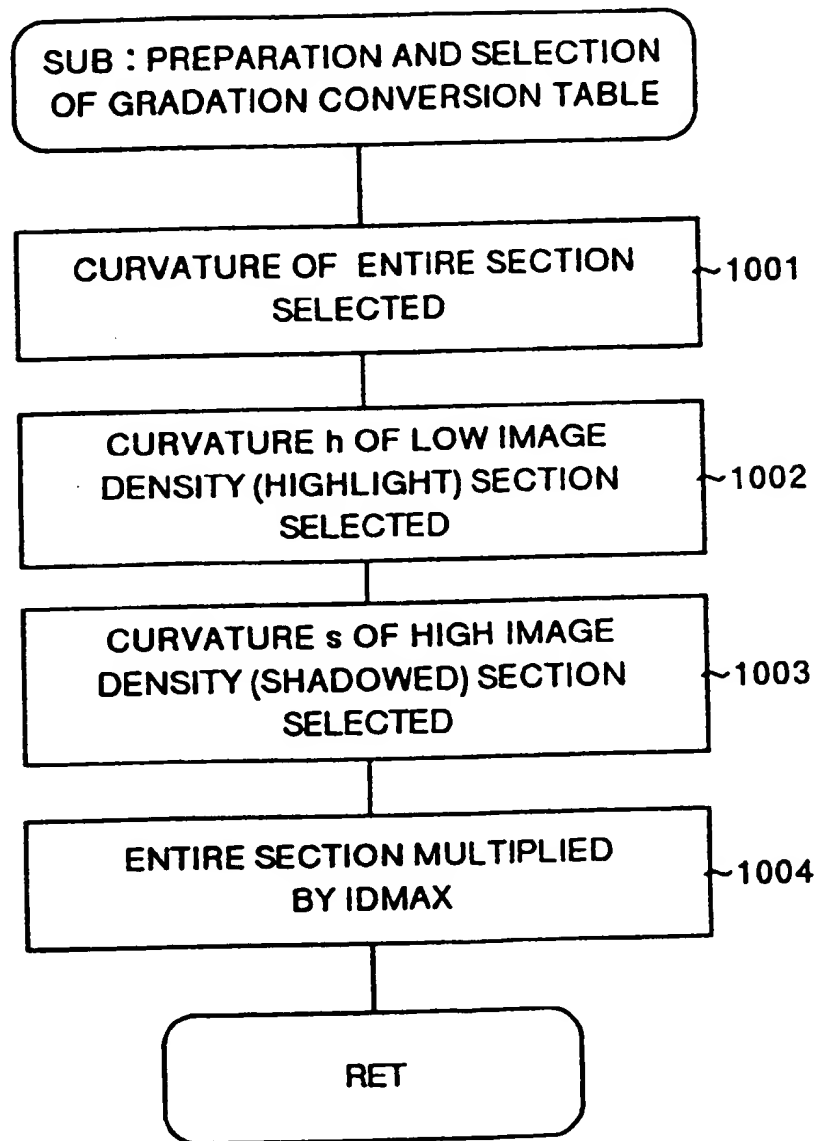 SUB : PREPARATION AND SELECTION
OF GRADATION CONVERSION TABLE
CURVATURE OF ENTIRE SECTION
SELECTED
~1001
CURVATURE h OF LOW IMAGE
DENSITY (HIGHLIGHT) SECTION
SELECTED
~1002
CURVATURE s OF HIGH IMAGE
DENSITY (SHADOWED) SECTION
SELECTED
~1003
ENTIRE SECTION MULTIPLIED
BY IDMAX
~1004
RET